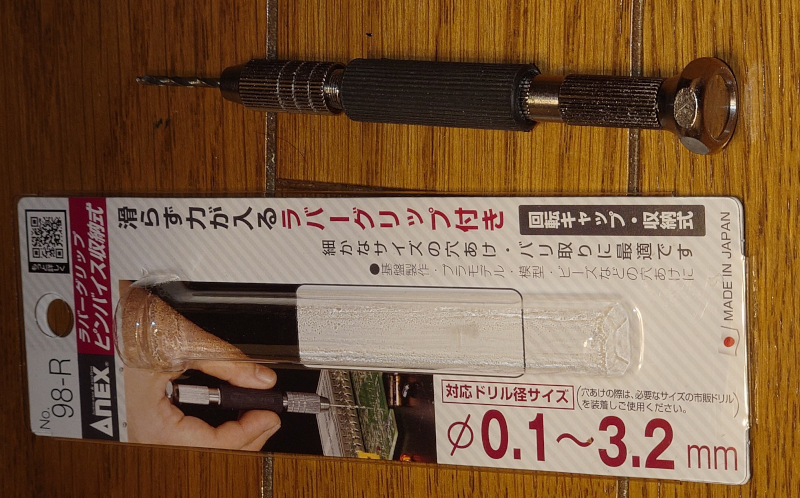 No.
98-R
ANEX
ラバーグリップ
ピンバイス収納式
滑らず力が入るラバーグリップ付き
回転キャップ・収納式
細かなサイズの穴あけ・バリ取りに最適です
●基盤製作・プラモデル・模型・ビーズなどの穴あけに
MADE IN JAPAN
対応ドリル径サイズ
穴あけの際は、必要なサイズの市販ドリル
を装着しご使用ください。
⌀0.1〜3.2mm